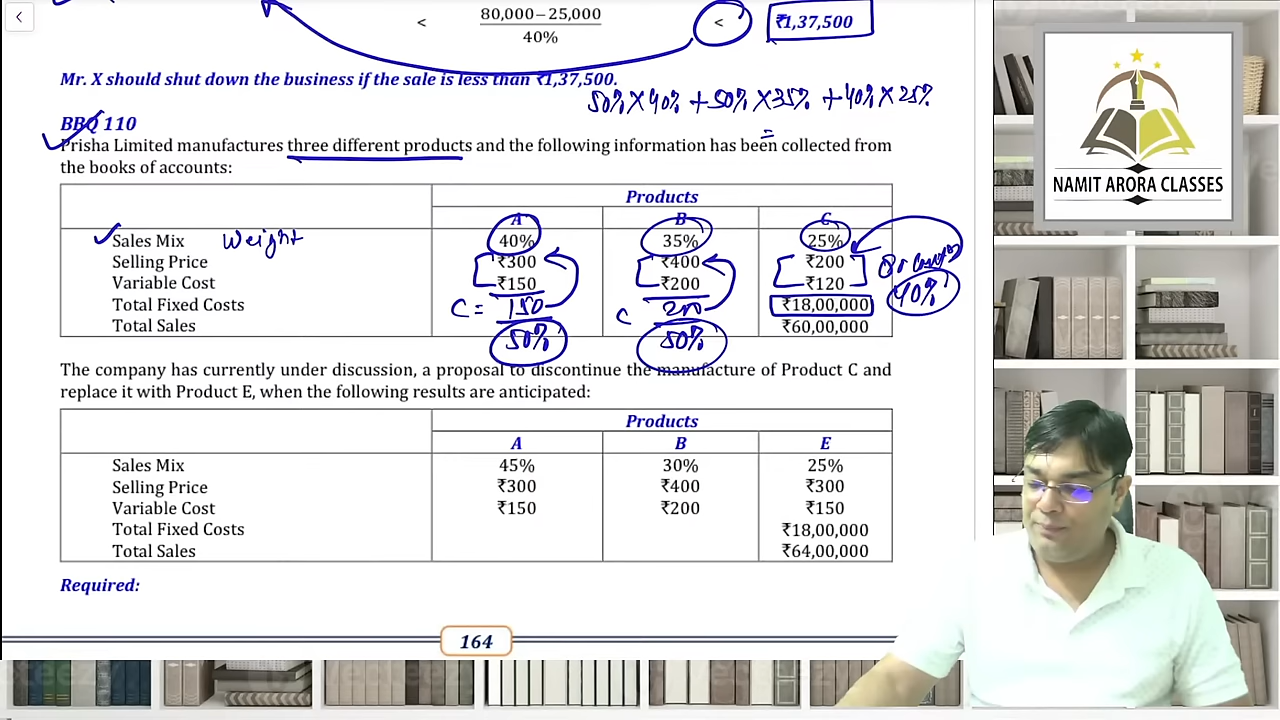 < 80,000−25,000 / 40% < ₹1,37,500
Mr. X should shut down the business if the sale is less than ₹1,37,500.
50% × 40% + 50% × 35% + 40% × 25%
=
BBQ 110
Prisha Limited manufactures three different products and the following information has been collected from
the books of accounts:
Products
A B C
Sales Mix Weight 40% 35% 25%
Selling Price ₹300 ₹400 ₹200
Variable Cost ₹150 ₹200 ₹120
Total Fixed Costs ₹18,00,000
Total Sales ₹60,00,000
C = 150
50%
C 200
50%
80
40%
The company has currently under discussion, a proposal to discontinue the manufacture of Product C and
replace it with Product E, when the following results are anticipated:
Products
A B E
Sales Mix 45% 30% 25%
Selling Price ₹300 ₹400 ₹300
Variable Cost ₹150 ₹200 ₹150
Total Fixed Costs ₹18,00,000
Total Sales ₹64,00,000
Required:
164
NAMIT ARORA CLASSES